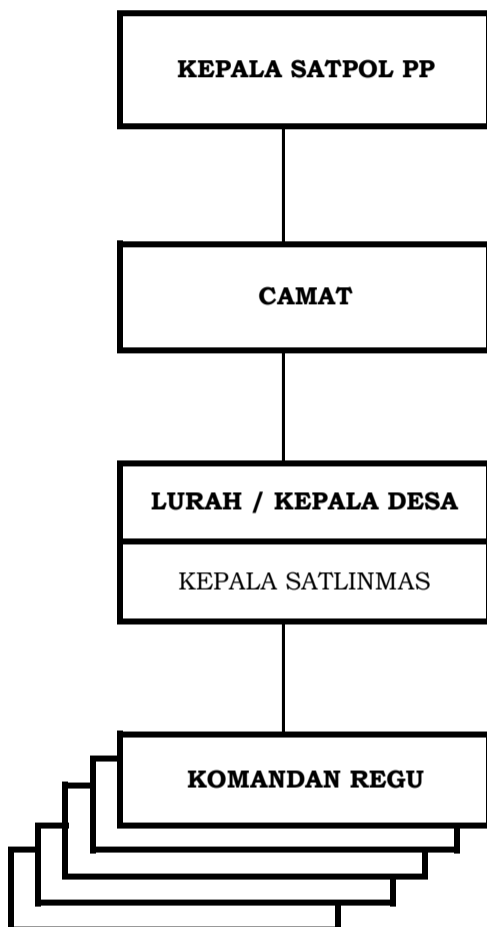 KEPALA SATPOL PP
CAMAT
LURAH / KEPALA DESA
KEPALA SATLINMAS
KOMANDAN REGU